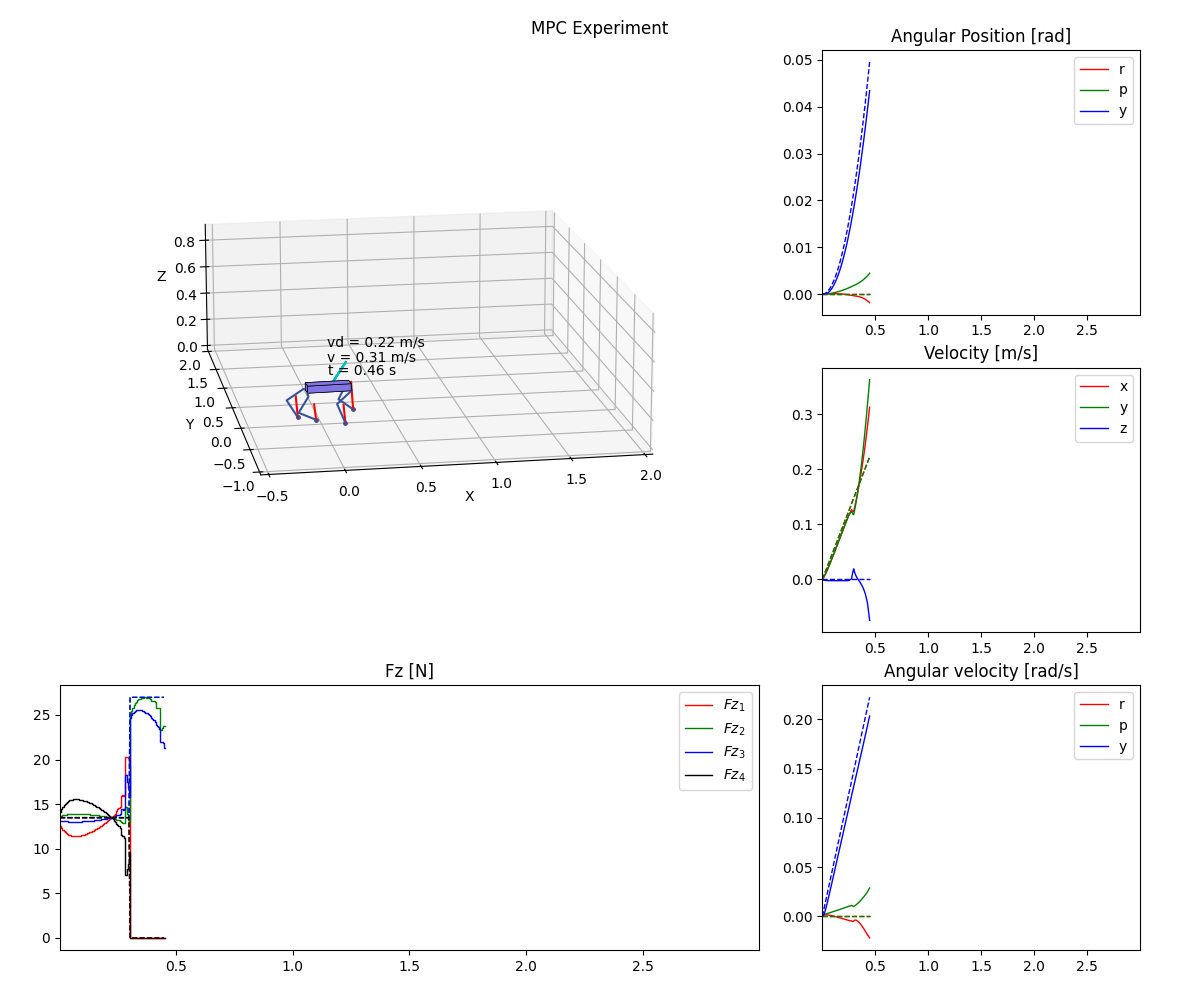 MPC Experiment
Angular Position [rad]
0.05
0.04
0.03
0.02
0.01
0.00
r
p
y
0.5 1.0 1.5 2.0 2.5
Z
0.8
0.6
0.4
0.2
0.0
2.0
1.5
1.0
0.5
0.0
−0.5
−1.0
Y
−0.5 0.0 0.5 1.0 1.5 2.0
X
vd = 0.22 m/s
v = 0.31 m/s
t = 0.46 s
Velocity [m/s]
0.3
0.2
0.1
0.0
x
y
z
0.5 1.0 1.5 2.0 2.5
Fz [N]
25
20
15
10
5
0
Fz1
Fz2
Fz3
Fz4
0.5 1.0 1.5 2.0 2.5
Angular velocity [rad/s]
0.20
0.15
0.10
0.05
0.00
r
p
y
0.5 1.0 1.5 2.0 2.5